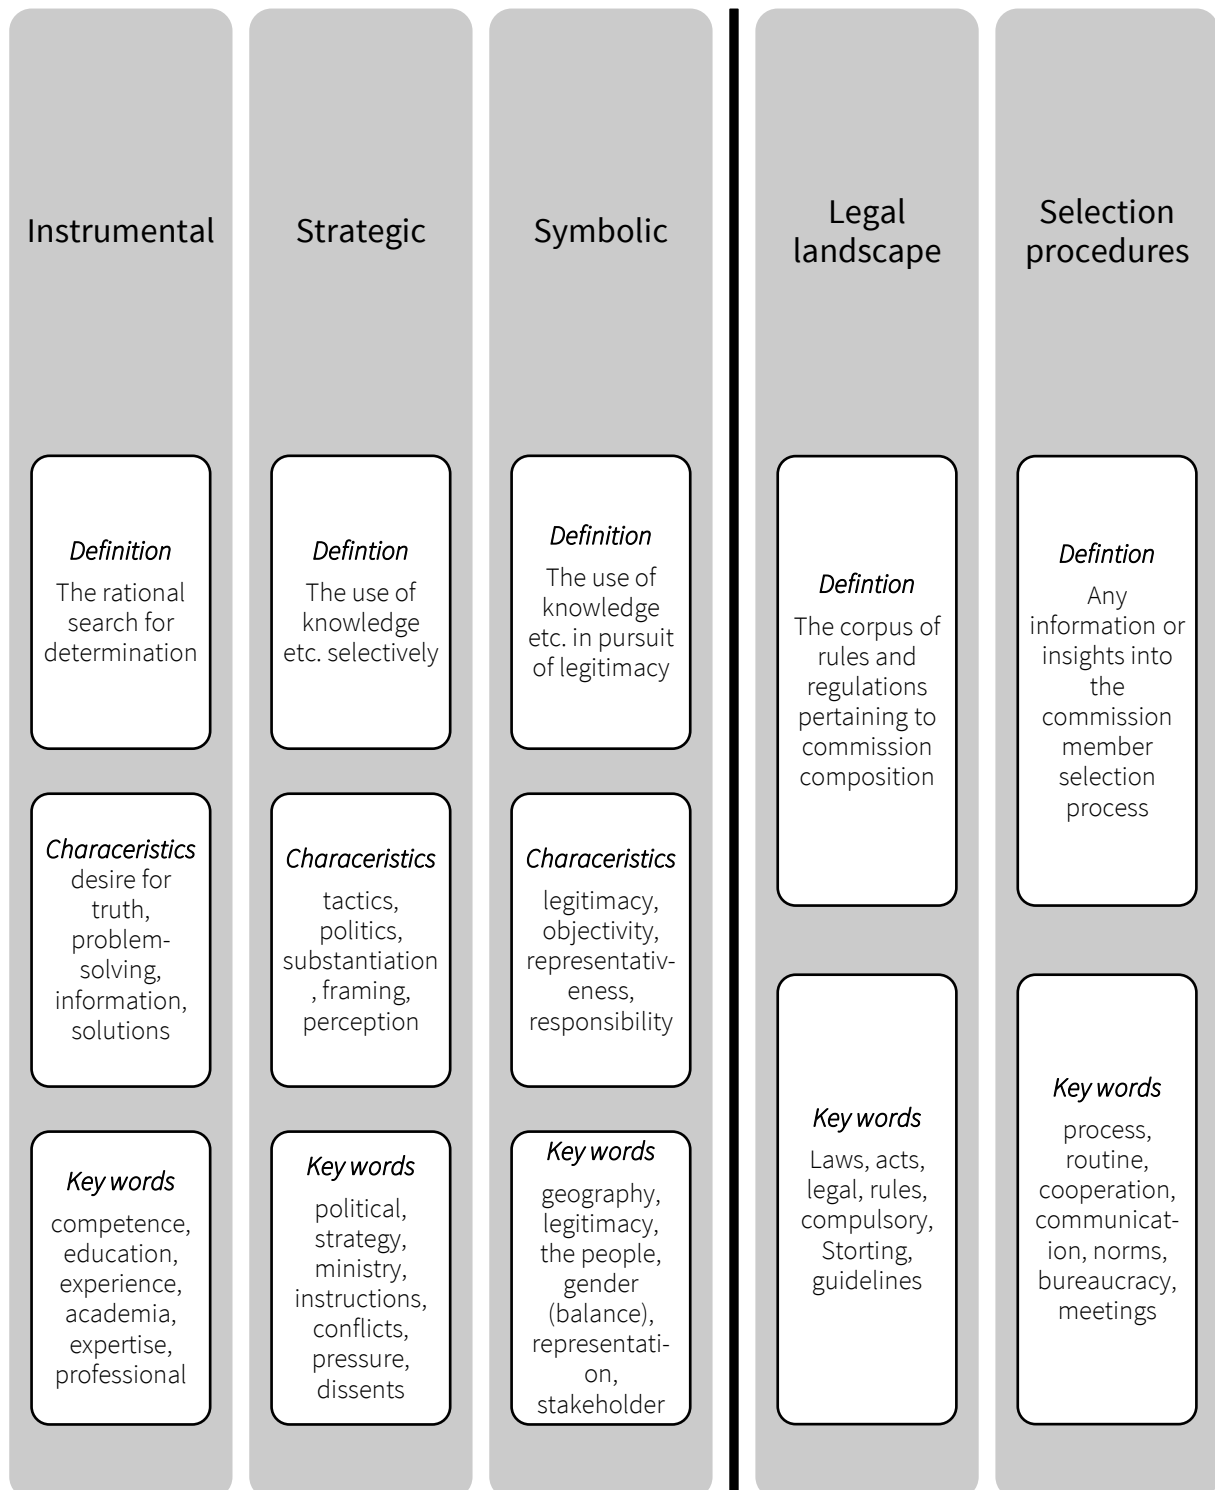 Instrumental
Definition
The rational
search for
determination
Characeristics
desire for
truth,
problem-
solving,
information,
solutions
Key words
competence,
education,
experience,
academia,
expertise,
professional
Strategic
Defintion
The use of
knowledge
etc. selectively
Characeristics
tactics,
politics,
substantiation
, framing,
perception
Key words
political,
strategy,
ministry,
instructions,
conflicts,
pressure,
dissents
Symbolic
Definition
The use of
knowledge
etc. in pursuit
of legitimacy
Characeristics
legitimacy,
objectivity,
representativ-
eness,
responsibility
Key words
geography,
legitimacy,
the people,
gender
(balance),
representati-
on,
stakeholder
Legal
landscape
Defintion
The corpus of
rules and
regulations
pertaining to
commission
composition
Key words
Laws, acts,
legal, rules,
compulsory,
Storting,
guidelines
Selection
procedures
Defintion
Any
information or
insights into
the
commission
member
selection
process
Key words
process,
routine,
cooperation,
communicat-
ion, norms,
bureaucracy,
meetings